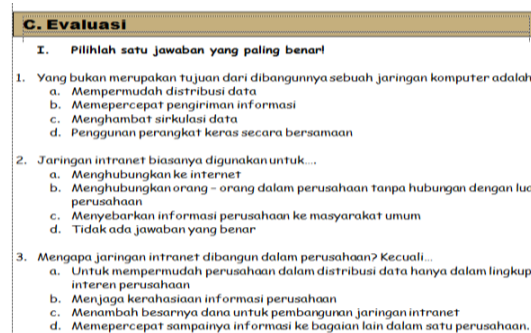 C. Evaluasi
I. Pilihlah satu jawaban yang paling benar!
1. Yang bukan merupakan tujuan dari dibangunnya sebuah jaringan komputer adalah
a. Mempermudah distribusi data
b. Memepercepat pengiriman informasi
c. Menghambat sirkulasi data
d. Penggunan perangkat keras secara bersamaan
2. Jaringan intranet biasanya digunakan untuk....
a. Menghubungkan ke internet
b. Menghubungkan orang - orang dalam perusahaan tanpa hubungan dengan
perusahaan
c. Menyebarkan informasi perusahaan ke masyarakat umum
d. Tidak ada jawaban yang benar
3. Mengapa jaringan intranet dibangun dalam perusahaan? Kecuali...
a. Untuk mempermudah perusahaan dalam distribusi data hanya dalam lingkup
interen perusahaan
b. Menjaga kerahasiaan informasi perusahaan
c. Menambah besarnya dana untuk pembangunan jaringan intranet
d. Memepercepat sampainya informasi ke bagaian lain dalam satu perusahaan.